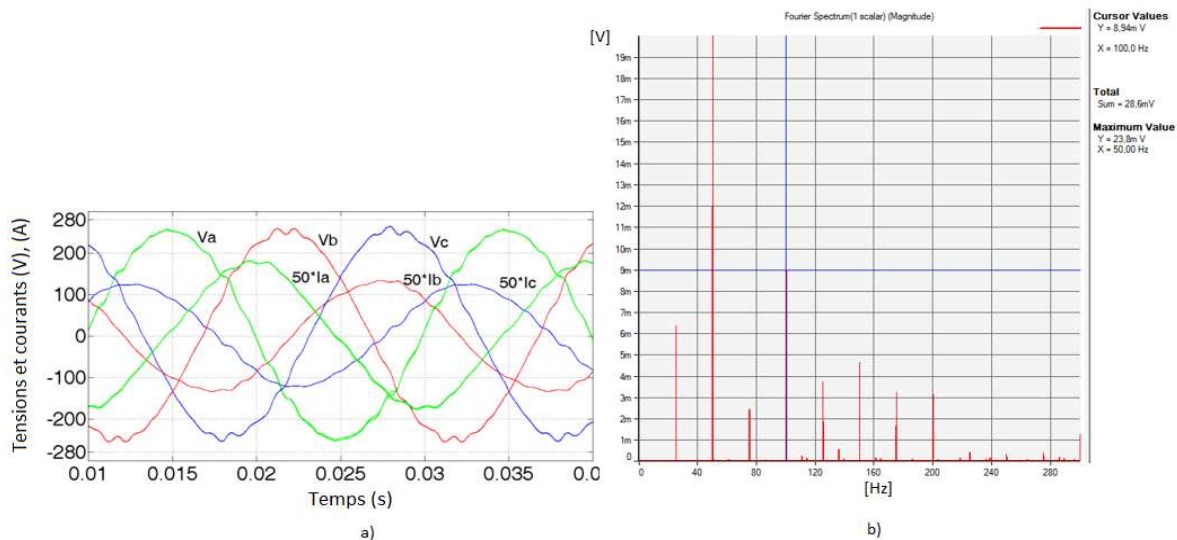 Tensions et courants (V), (A)
280
200
100
0
-100
-200
-280
Va
Vb
Vc
50*Ia
50*Ib
50*Ic
0.01
0.015
0.02
0.025
0.03
0.035
0.0
Temps (s)
a)
Fourier Spectrum(1 scalar) (Magnitude)
[V]
19m
18m
17m
16m
15m
14m
13m
12m
11m
10m
9m
8m
7m
6m
5m
4m
3m
2m
1m
0
0
40
80
120
160
200
240
280
[Hz]
b)
Cursor Values
Y = 8,94m V
X = 100,0 Hz
Total
Sum = 28,6mV
Maximum Value
Y = 23,8m V
X = 50,00 Hz